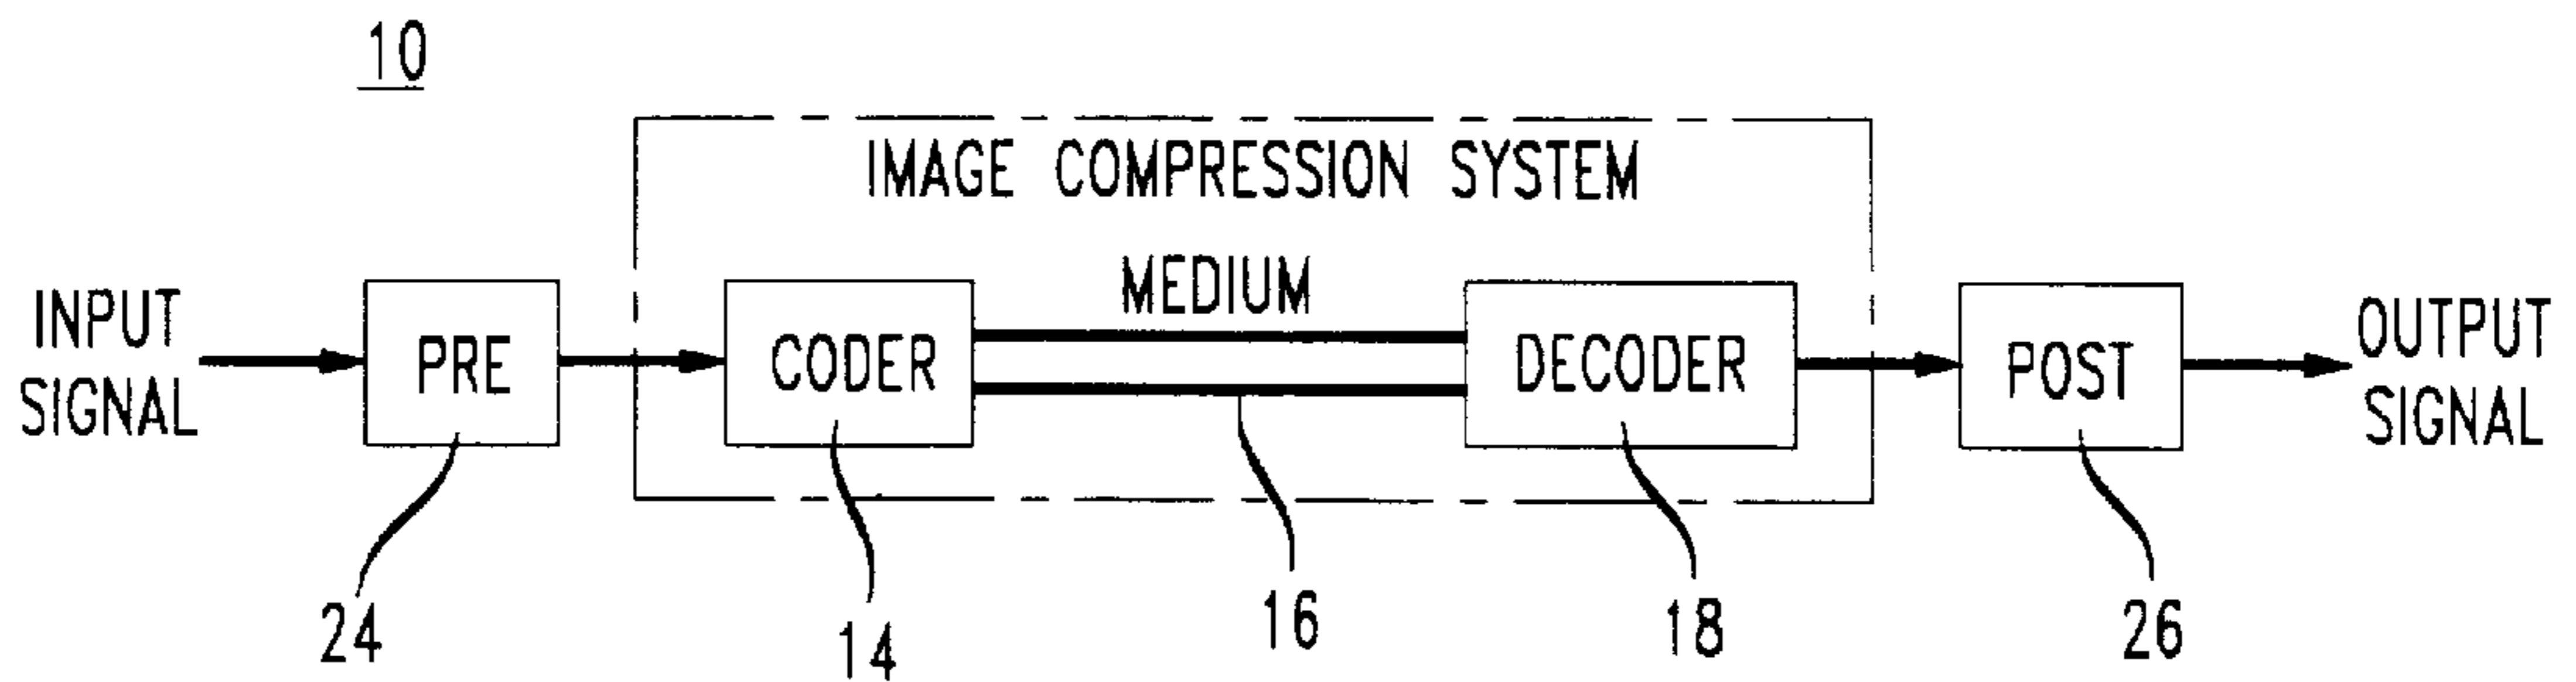 10
IMAGE COMPRESSION SYSTEM
MEDIUM
INPUT
SIGNAL
PRE
CODER
DECODER
POST
OUTPUT
SIGNAL
24
14
16
18
26